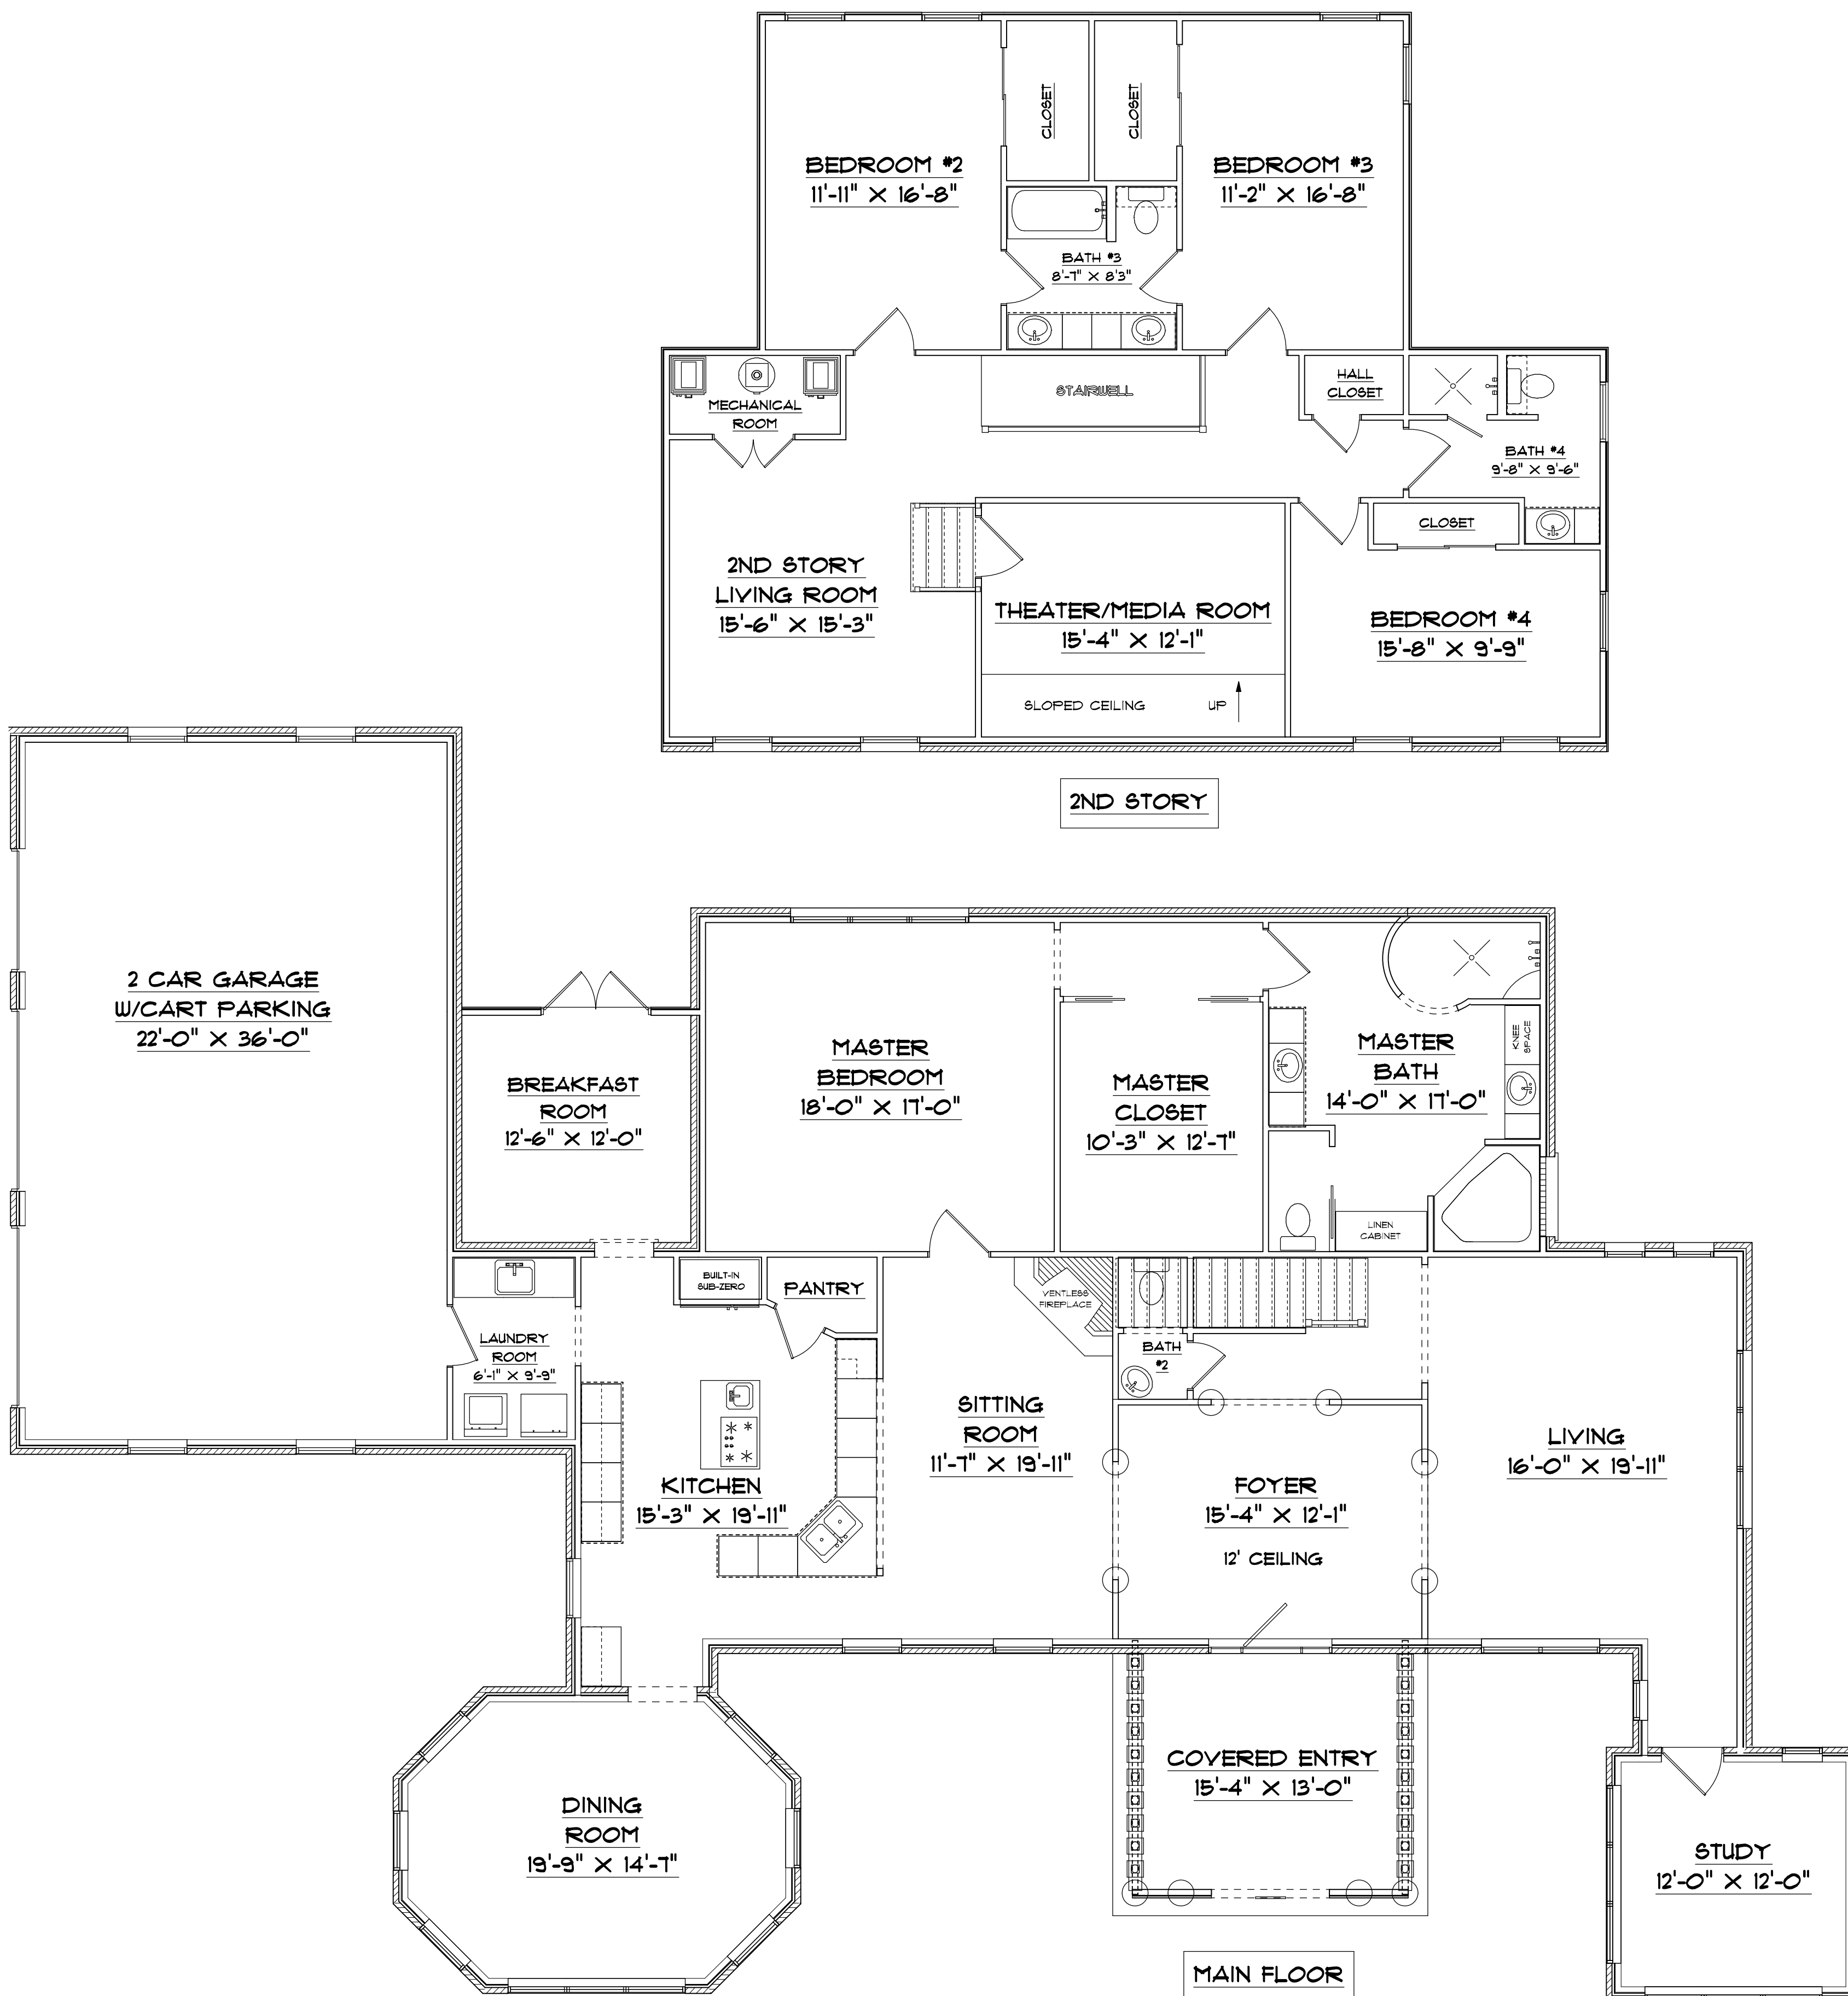 CLOSET
CLOSET
BEDROOM #2
11'-11" X 16'-8"
BEDROOM #3
11'-2" X 16'-8"
BATH #3
8'-7" X 8'3"
MECHANICAL
ROOM
STAIRWELL
HALL
CLOSET
BATH #4
9'-8" X 9'-6"
CLOSET
2ND STORY
LIVING ROOM
15'-6" X 15'-3"
THEATER/MEDIA ROOM
15'-4" X 12'-1"
BEDROOM #4
15'-8" X 9'-9"
SLOPED CEILING
UP
2ND STORY
2 CAR GARAGE
W/CART PARKING
22'-0" X 36'-0"
BREAKFAST
ROOM
12'-6" X 12'-0"
MASTER
BEDROOM
18'-0" X 17'-0"
MASTER
CLOSET
10'-3" X 12'-7"
MASTER
BATH
14'-0" X 17'-0"
KNEE
SPACE
LINEN
CABINET
BUILT-IN
SUB-ZERO
PANTRY
VENTLESS
FIREPLACE
LAUNDRY
ROOM
6'-1" X 9'-9"
BATH
#2
KITCHEN
15'-3" X 19'-11"
SITTING
ROOM
11'-7" X 19'-11"
FOYER
15'-4" X 12'-1"
12' CEILING
LIVING
16'-0" X 19'-11"
COVERED ENTRY
15'-4" X 13'-0"
DINING
ROOM
19'-9" X 14'-7"
STUDY
12'-0" X 12'-0"
MAIN FLOOR